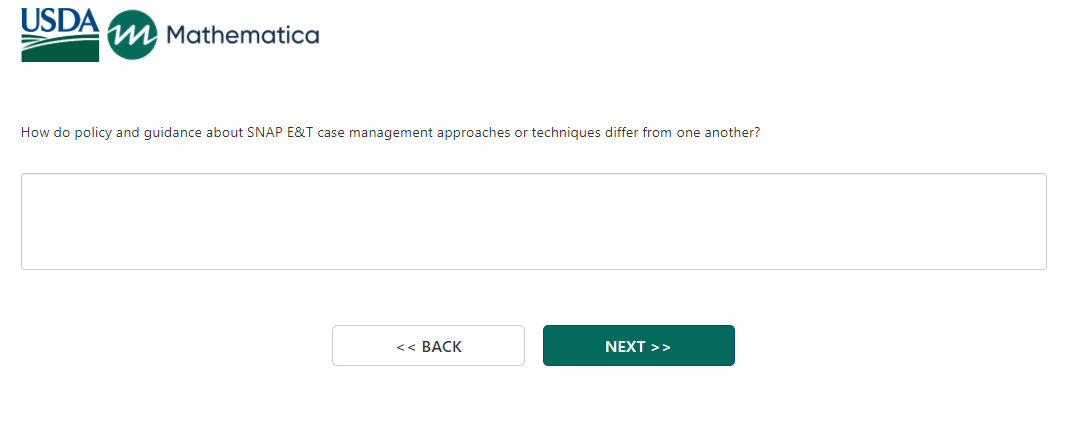 USDA
m Mathematica
How do policy and guidance about SNAP E&T case management approaches or techniques differ from one another?
<< BACK
NEXT >>